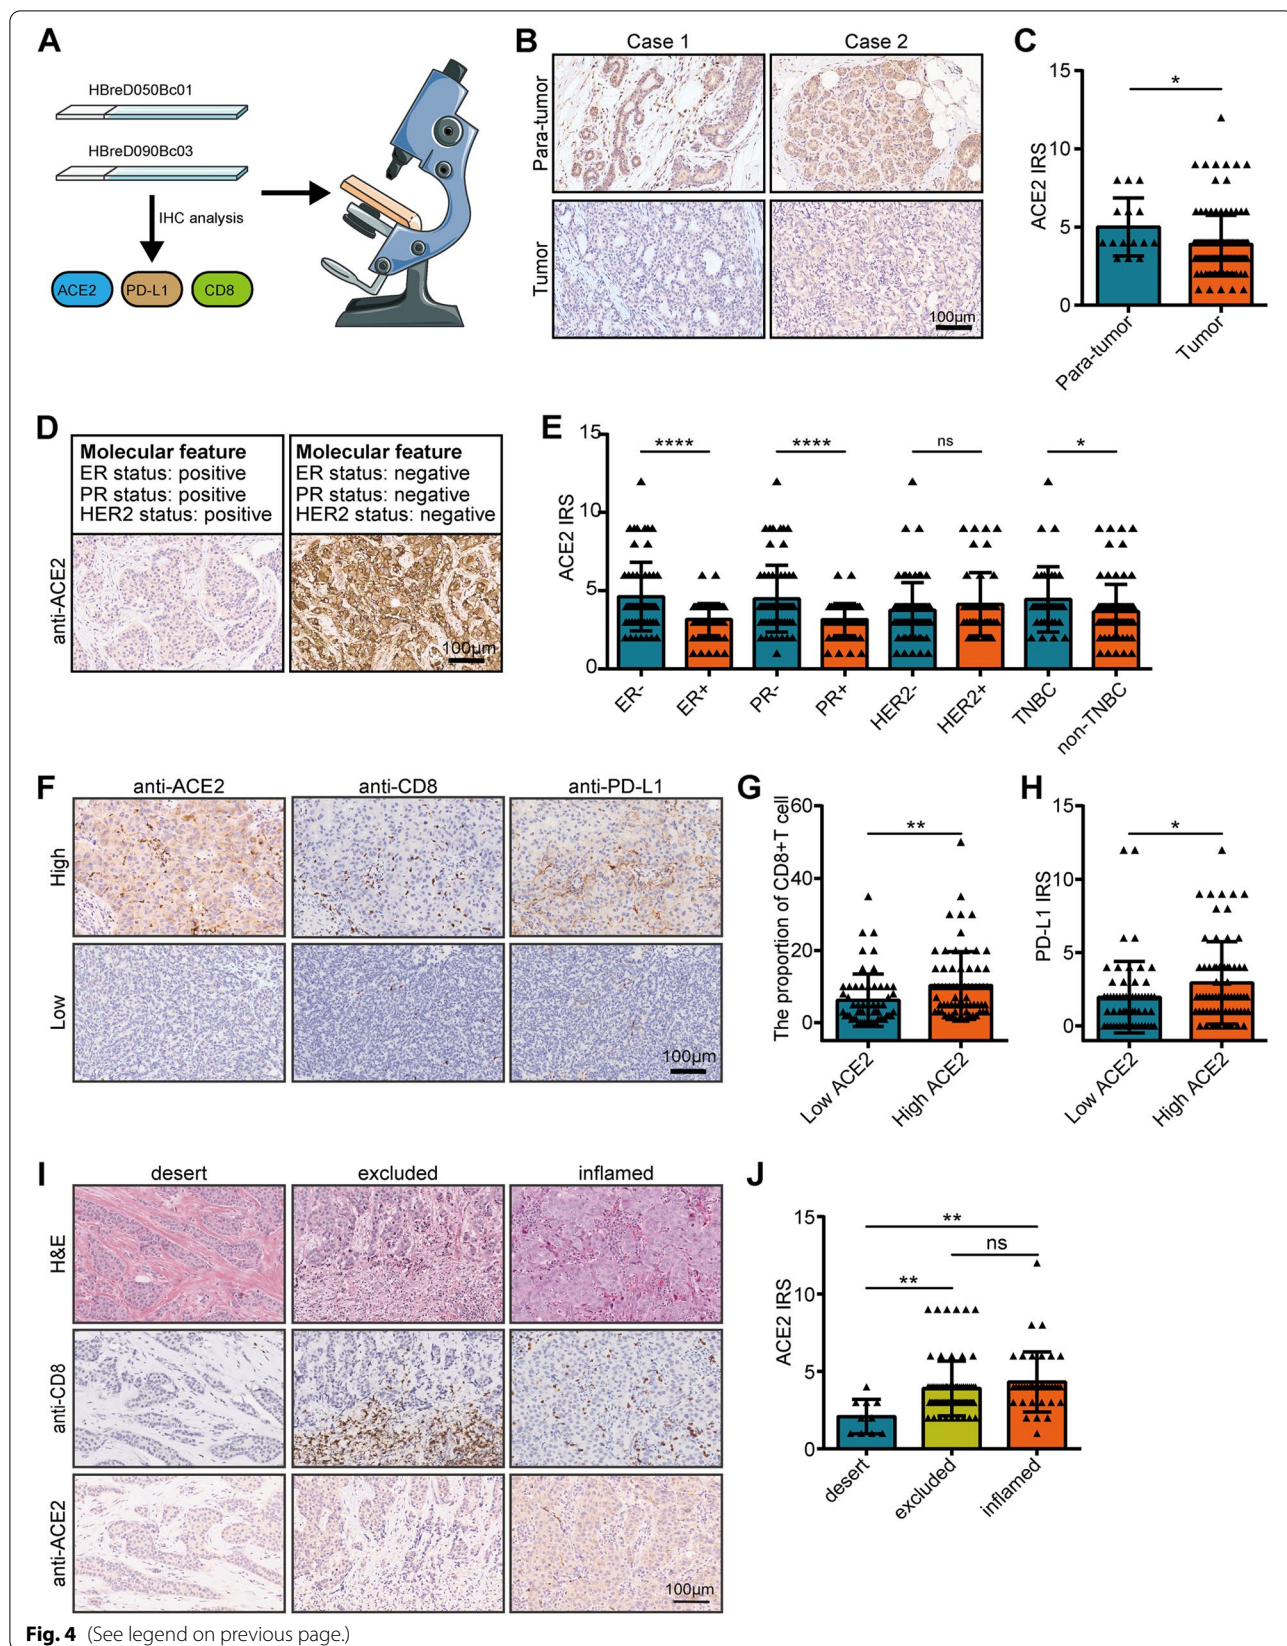 A
HBreD050Bc01
HBreD090Bc03
IHC analysis
ACE2 PD-L1 CD8
B
Case 1 Case 2
Para-tumor
Tumor
100μm
C
ACE2 IRS
15
10
5
0
*
Para-tumor Tumor
D
Molecular feature
ER status: positive
PR status: positive
HER2 status: positive
Molecular feature
ER status: negative
PR status: negative
HER2 status: negative
anti-ACE2
100μm
E
ACE2 IRS
15
10
5
0
**** **** ns *
ER- ER+ PR- PR+ HER2- HER2+ TNBC non-TNBC
F
anti-ACE2 anti-CD8 anti-PD-L1
High
Low
100μm
G
The proportion of CD8+T cell
60
40
20
0
**
Low ACE2 High ACE2
H
PD-L1 IRS
15
10
5
0
*
Low ACE2 High ACE2
I
desert excluded inflamed
H&E
anti-CD8
anti-ACE2
100μm
J
ACE2 IRS
15
10
5
0
**
ns
**
desert excluded inflamed
Fig. 4 (See legend on previous page.)